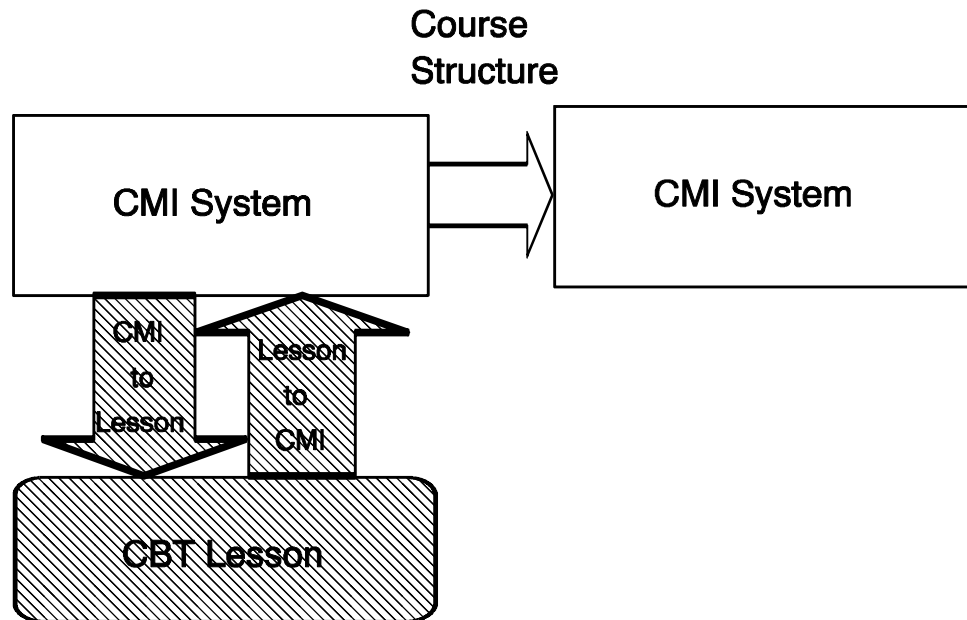 Course
Structure
CMI System
CMI System
CMI
to
Lesson
Lesson
to
CMI
CBT Lesson